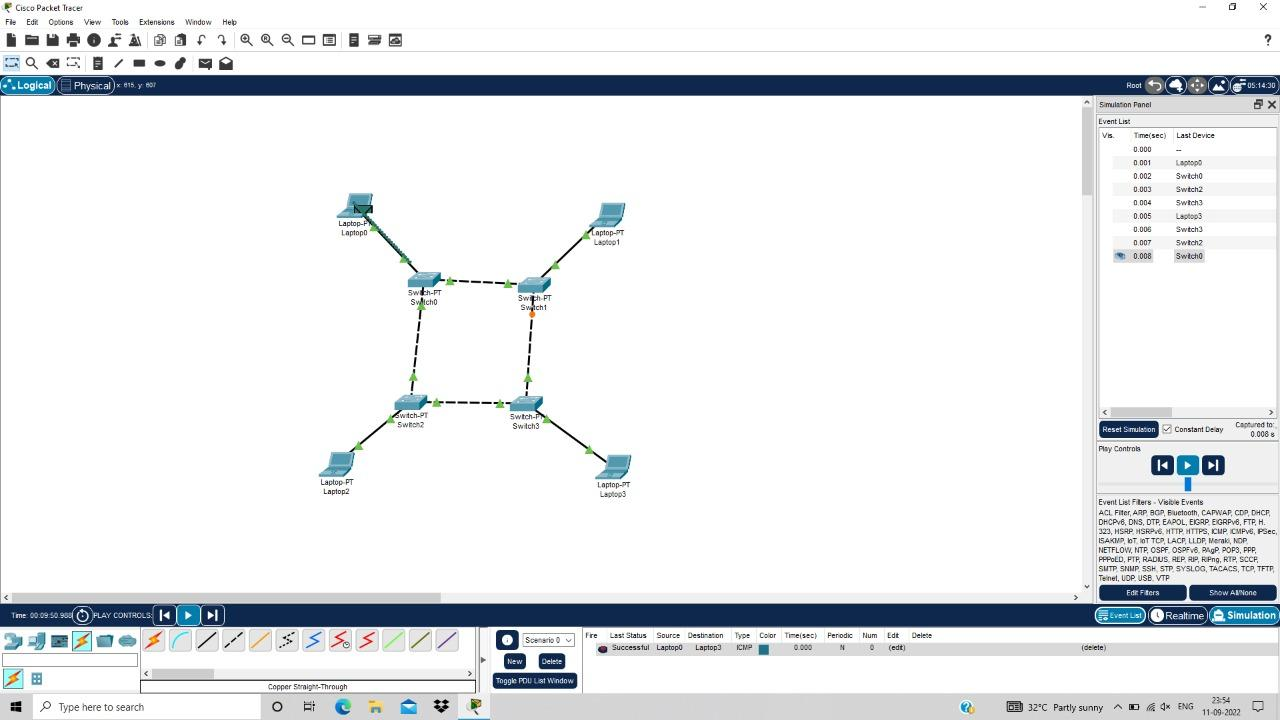 Cisco Packet Tracer
File Edit Options View Tools Extensions Window Help
Logical Physical x: 615, y: 607 Root 05:14:30
Simulation Panel
Event List
Vis. Time(sec) Last Device
0.000 --
0.001 Laptop0
0.002 Switch0
0.003 Switch2
0.004 Switch3
0.005 Laptop3
0.006 Switch3
0.007 Switch2
0.008 Switch0
Reset Simulation Constant Delay Captured to:
0.008 s
Play Controls
Event List Filters - Visible Events
ACL Filter, ARP, BGP, Bluetooth, CAPWAP, CDP, DHCP,
DHCPv6, DNS, DTP, EAPOL, EIGRP, EIGRPv6, FTP, H.
323, HSRP, HSRPv6, HTTP, HTTPS, ICMP, ICMPv6, IPSec,
ISAKMP, IoT, IoT TCP, LACP, LLDP, Meraki, NDP,
NETFLOW, NTP, OSPF, OSPFv6, PAgP, POP3, PPP,
PPPoED, PTP, RADIUS, REP, RIP, RIPng, RTP, SCCP,
SMTP, SNMP, SSH, STP, SYSLOG, TACACS, TCP, TFTP,
Telnet, UDP, USB, VTP
Edit Filters Show All/None
Laptop-PT
Laptop0
Laptop-PT
Laptop1
Switch-PT
Switch0
Switch-PT
Switch1
Switch-PT
Switch2
Switch-PT
Switch3
Laptop-PT
Laptop2
Laptop-PT
Laptop3
Time: 00:09:50.988 PLAY CONTROLS: Event List Realtime Simulation
Scenario 0
New Delete
Toggle PDU List Window
Copper Straight-Through
Fire Last Status Source Destination Type Color Time(sec) Periodic Num Edit Delete
Successful Laptop0 Laptop3 ICMP 0.000 N 0 (edit) (delete)
Type here to search
32°C Partly sunny ENG 23:54
11-09-2022